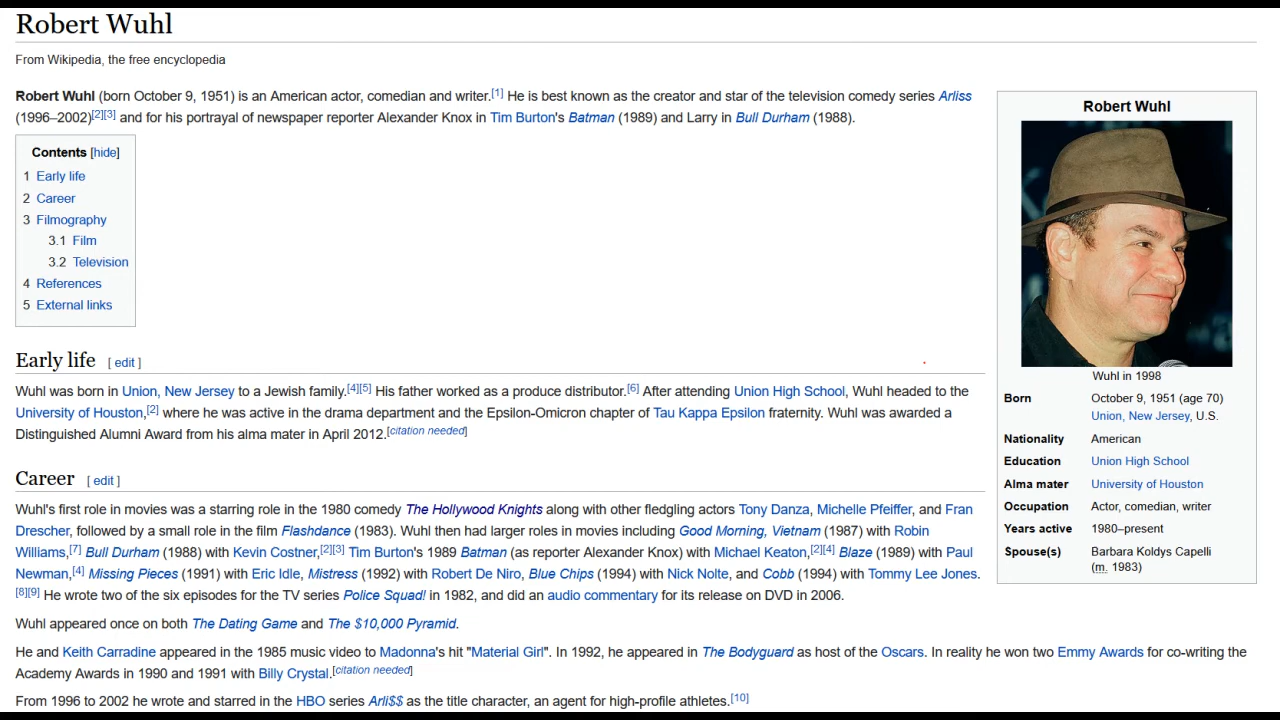 Robert Wuhl
From Wikipedia, the free encyclopedia
Robert Wuhl (born October 9, 1951) is an American actor, comedian and writer.[1] He is best known as the creator and star of the television comedy series Arliss
(1996–2002)[2][3] and for his portrayal of newspaper reporter Alexander Knox in Tim Burton's Batman (1989) and Larry in Bull Durham (1988).
Contents [hide]
1 Early life
2 Career
3 Filmography
3.1 Film
3.2 Television
4 References
5 External links
Early life [ edit ]
Wuhl was born in Union, New Jersey to a Jewish family.[4][5] His father worked as a produce distributor.[6] After attending Union High School, Wuhl headed to the
University of Houston,[2] where he was active in the drama department and the Epsilon-Omicron chapter of Tau Kappa Epsilon fraternity. Wuhl was awarded a
Distinguished Alumni Award from his alma mater in April 2012.[citation needed]
Career [ edit ]
Wuhl's first role in movies was a starring role in the 1980 comedy The Hollywood Knights along with other fledgling actors Tony Danza, Michelle Pfeiffer, and Fran
Drescher, followed by a small role in the film Flashdance (1983). Wuhl then had larger roles in movies including Good Morning, Vietnam (1987) with Robin
Williams,[7] Bull Durham (1988) with Kevin Costner,[2][3] Tim Burton's 1989 Batman (as reporter Alexander Knox) with Michael Keaton,[2][4] Blaze (1989) with Paul
Newman,[4] Missing Pieces (1991) with Eric Idle, Mistress (1992) with Robert De Niro, Blue Chips (1994) with Nick Nolte, and Cobb (1994) with Tommy Lee Jones.
[8][9] He wrote two of the six episodes for the TV series Police Squad! in 1982, and did an audio commentary for its release on DVD in 2006.
Wuhl appeared once on both The Dating Game and The $10,000 Pyramid.
He and Keith Carradine appeared in the 1985 music video to Madonna's hit "Material Girl". In 1992, he appeared in The Bodyguard as host of the Oscars. In reality he won two Emmy Awards for co-writing the
Academy Awards in 1990 and 1991 with Billy Crystal.[citation needed]
From 1996 to 2002 he wrote and starred in the HBO series Arli$$ as the title character, an agent for high-profile athletes.[10]
Robert Wuhl
Wuhl in 1998
Born October 9, 1951 (age 70)
Union, New Jersey, U.S.
Nationality American
Education Union High School
Alma mater University of Houston
Occupation Actor, comedian, writer
Years active 1980–present
Spouse(s) Barbara Koldys Capelli
(m. 1983)